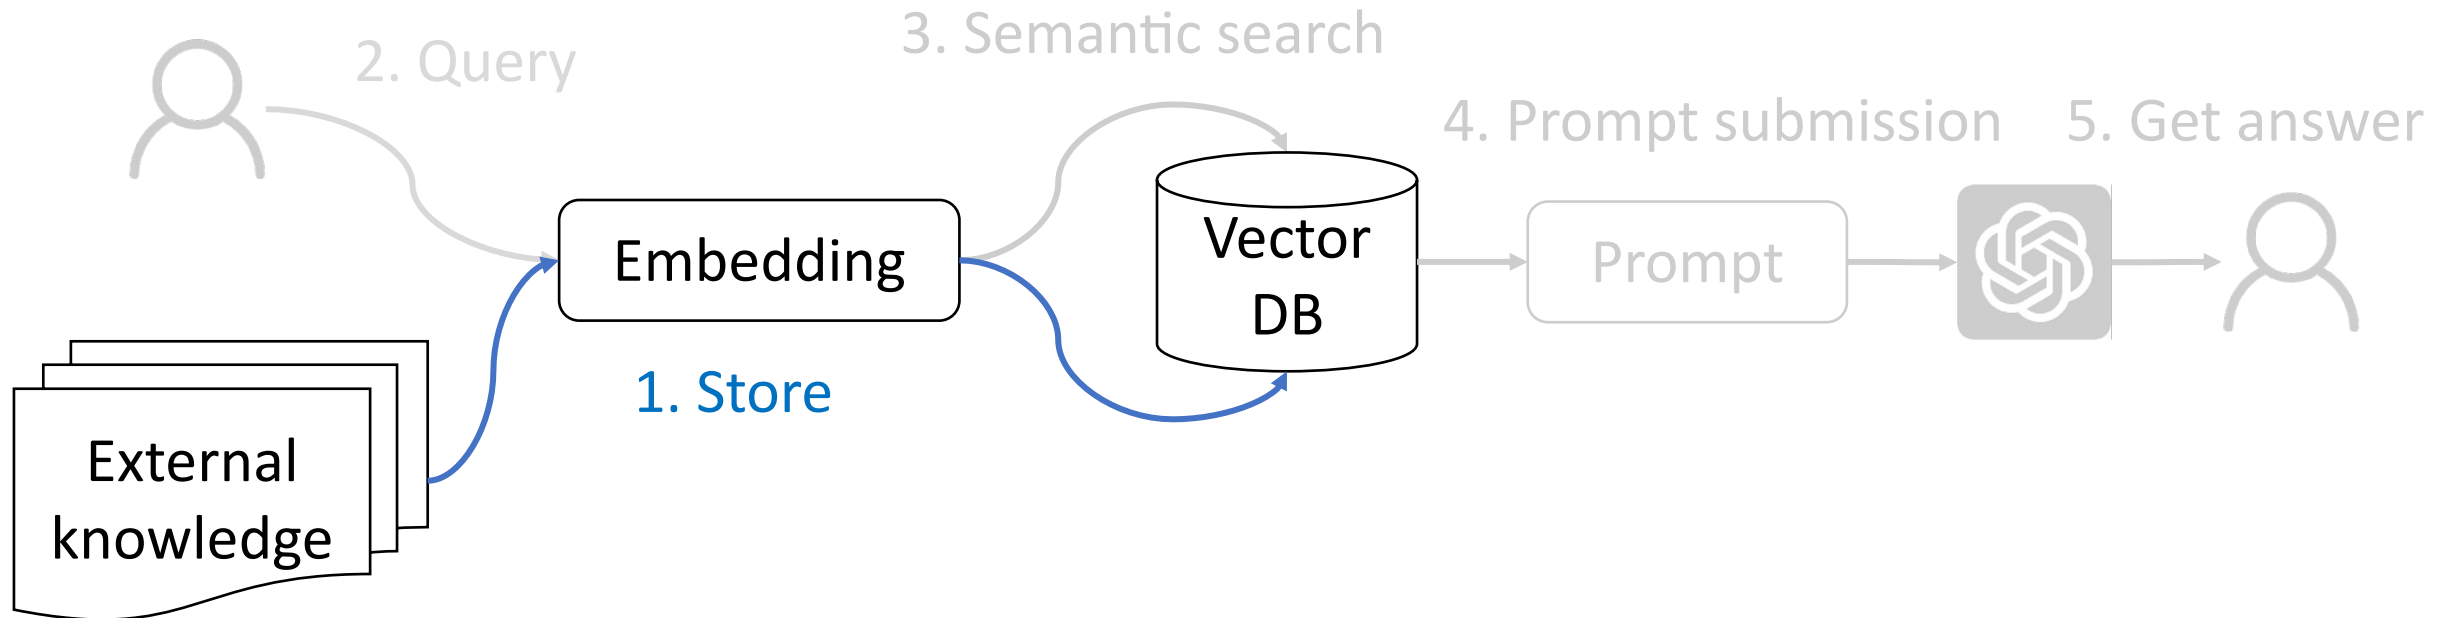 2. Query
3. Semantic search
4. Prompt submission
5. Get answer
Embedding
Vector
DB
Prompt
1. Store
External
knowledge